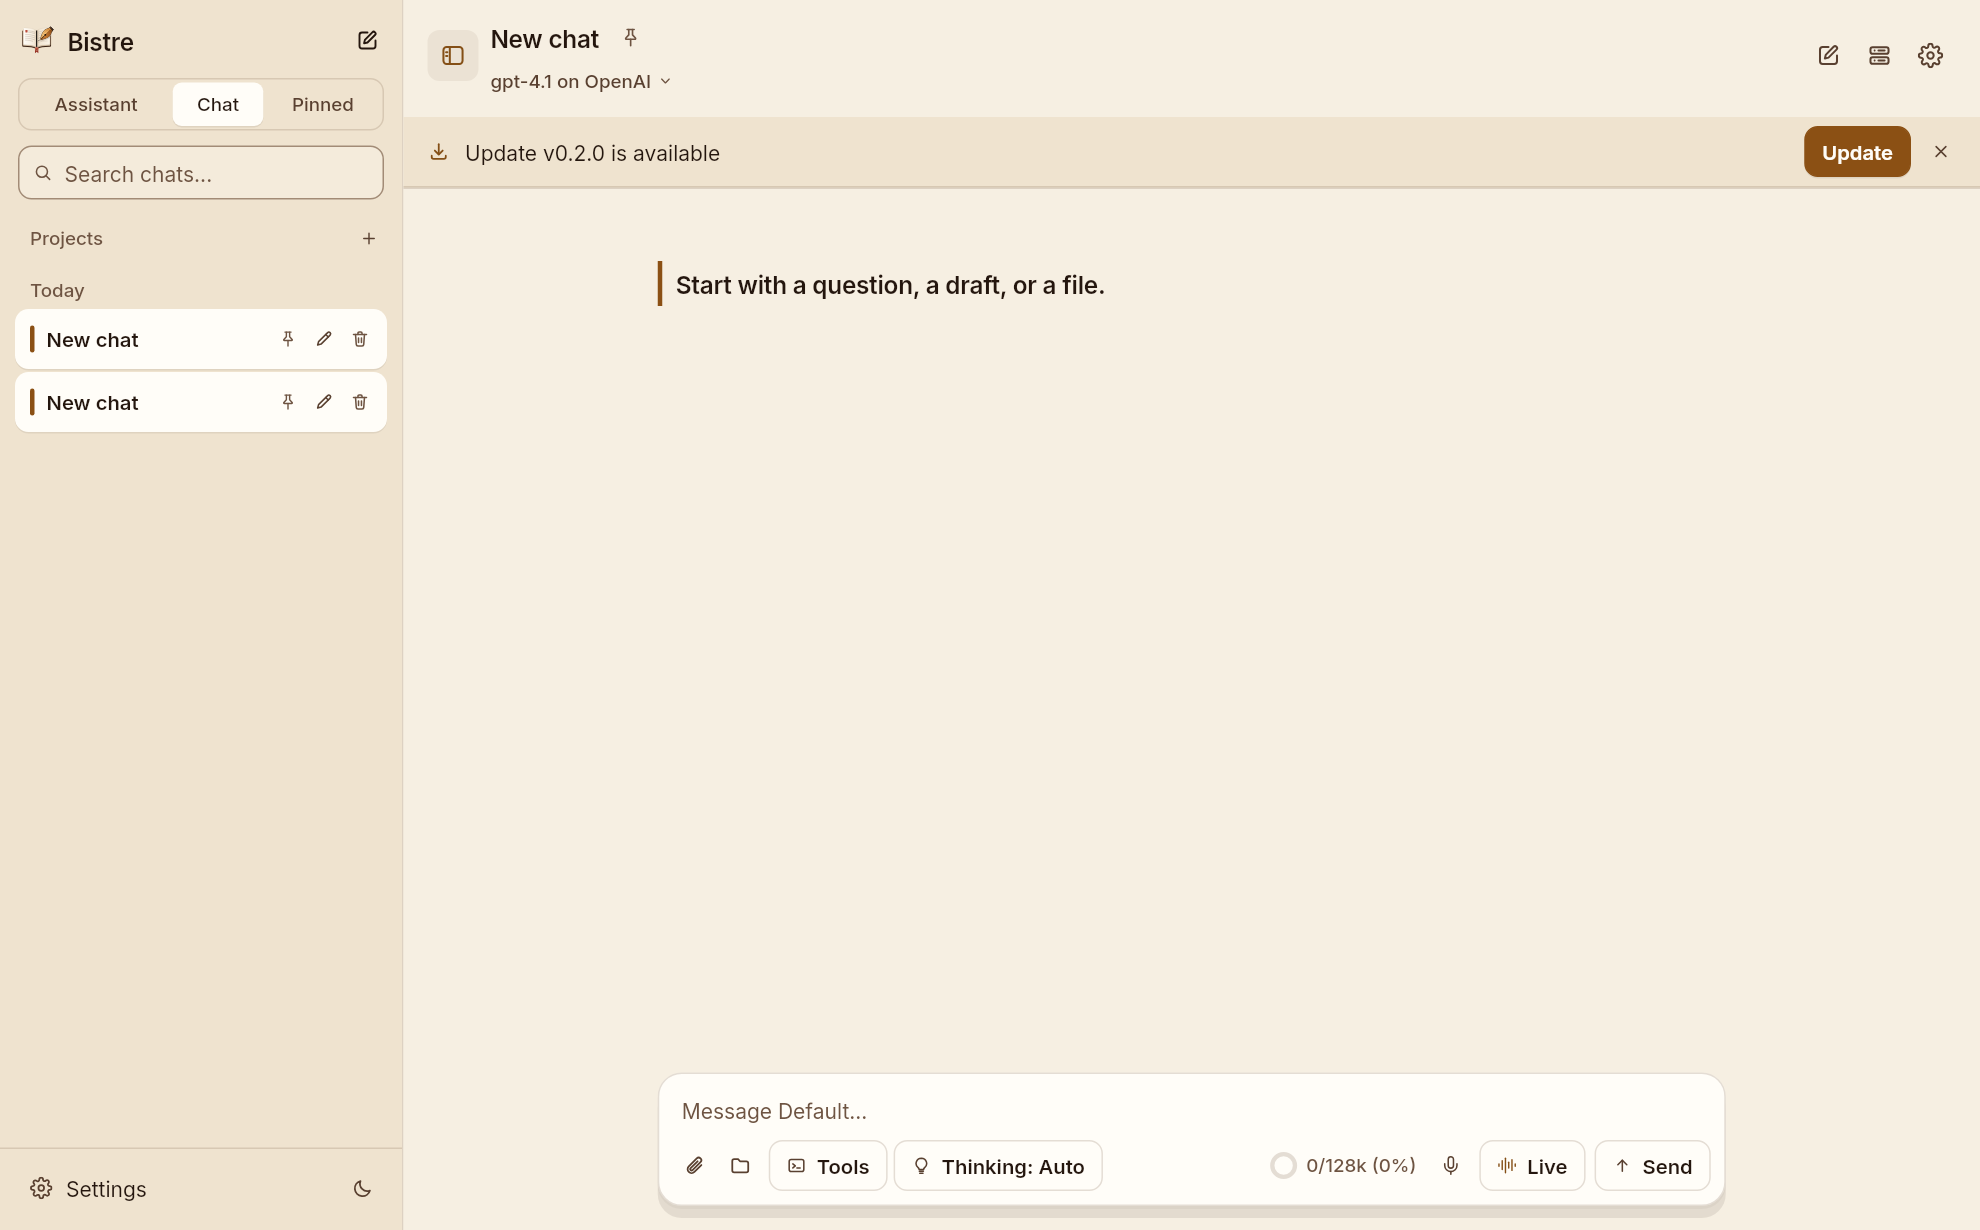 Bistre
Assistant
Chat
Pinned
Search chats...
Projects
Today
New chat
New chat
Settings
New chat
gpt-4.1 on OpenAI
Update v0.2.0 is available
Update
Start with a question, a draft, or a file.
Message Default...
Tools
Thinking: Auto
0/128k (0%)
Live
Send